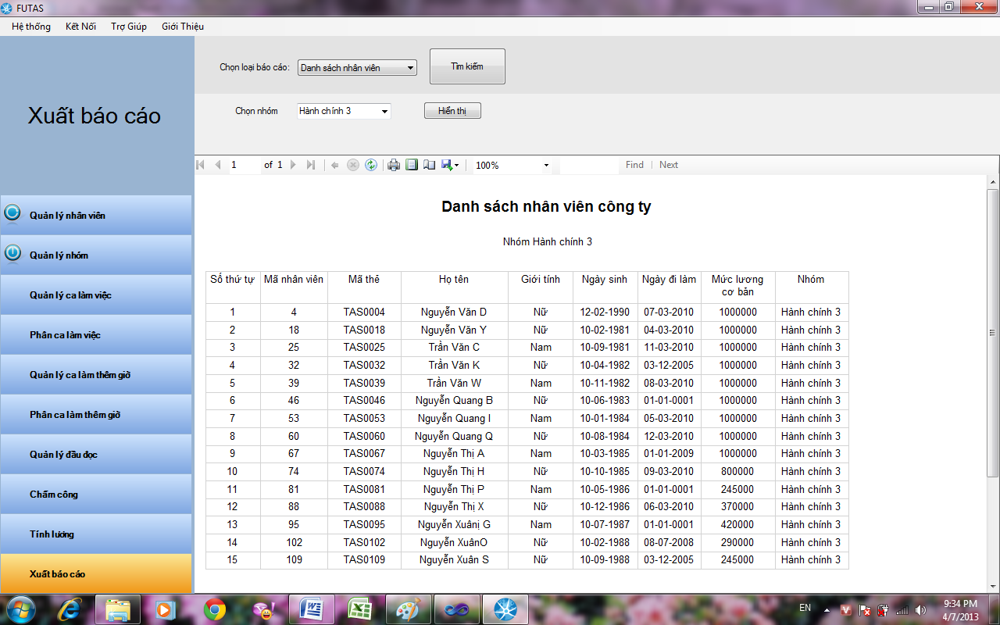 FUTAS
Hệ thống Kết Nối Trợ Giúp Giới Thiệu
Xuất báo cáo
Quản lý nhân viên
Quản lý nhóm
Quản lý ca làm việc
Phân ca làm việc
Quản lý ca làm thêm giờ
Phân ca làm thêm giờ
Quản lý đầu đọc
Chấm công
Tính lương
Xuất báo cáo
Chọn loại báo cáo: Danh sách nhân viên Tìm kiếm
Chọn nhóm Hành chính 3 Hiển thị
1 of 1 100% Find | Next
Danh sách nhân viên công ty
Nhóm Hành chính 3
Số thứ tự Mã nhân viên Mã thẻ Họ tên Giới tính Ngày sinh Ngày đi làm Mức lương Nhóm
cơ bản
1 4 TAS0004 Nguyễn Văn D Nữ 12-02-1990 07-03-2010 1000000 Hành chính 3
2 18 TAS0018 Nguyễn Văn Y Nữ 10-02-1981 04-03-2010 1000000 Hành chính 3
3 25 TAS0025 Trần Văn C Nam 10-09-1981 11-03-2010 1000000 Hành chính 3
4 32 TAS0032 Trần Văn K Nữ 10-04-1982 03-12-2005 1000000 Hành chính 3
5 39 TAS0039 Trần Văn W Nam 10-11-1982 08-03-2010 1000000 Hành chính 3
6 46 TAS0046 Nguyễn Quang B Nữ 10-06-1983 01-01-0001 1000000 Hành chính 3
7 53 TAS0053 Nguyễn Quang I Nam 10-01-1984 05-03-2010 1000000 Hành chính 3
8 60 TAS0060 Nguyễn Quang Q Nữ 10-08-1984 12-03-2010 1000000 Hành chính 3
9 67 TAS0067 Nguyễn Thị A Nam 10-03-1985 01-01-2009 1000000 Hành chính 3
10 74 TAS0074 Nguyễn Thị H Nữ 10-10-1985 09-03-2010 800000 Hành chính 3
11 81 TAS0081 Nguyễn Thị P Nam 10-05-1986 01-01-0001 245000 Hành chính 3
12 88 TAS0088 Nguyễn Thị X Nữ 10-12-1986 06-03-2010 370000 Hành chính 3
13 95 TAS0095 Nguyễn Xuânị G Nam 10-07-1987 01-01-0001 420000 Hành chính 3
14 102 TAS0102 Nguyễn XuânO Nữ 10-02-1988 08-07-2008 290000 Hành chính 3
15 109 TAS0109 Nguyễn Xuân S Nữ 10-09-1988 03-12-2005 245000 Hành chính 3
EN 9:34 PM
4/7/2013